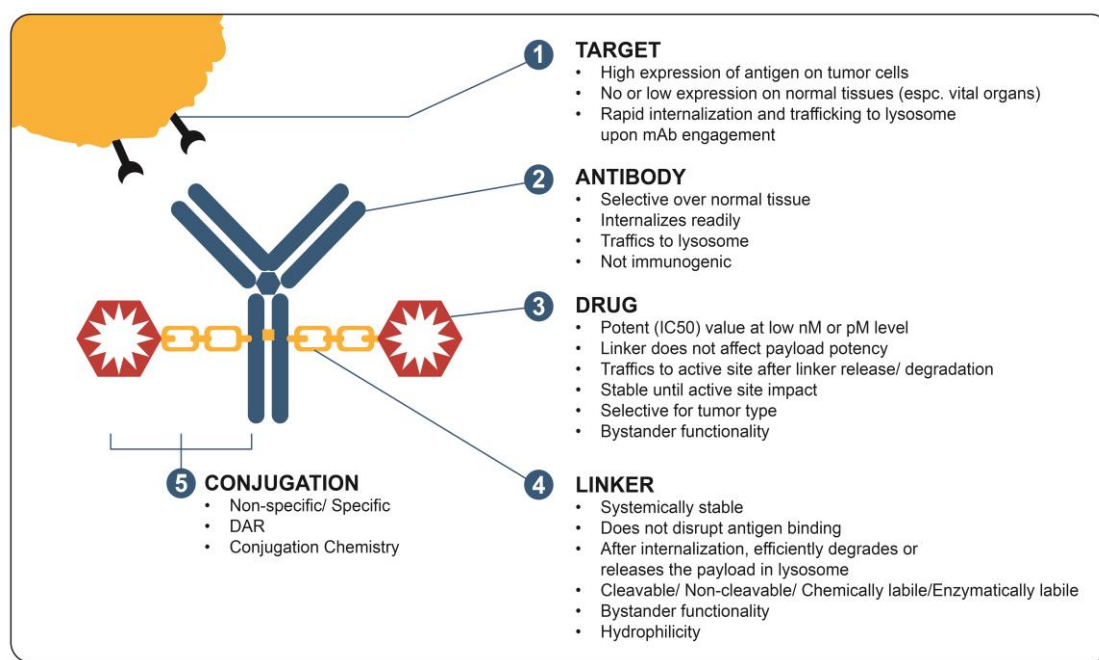 1 TARGET
• High expression of antigen on tumor cells
• No or low expression on normal tissues (espc. vital organs)
• Rapid internalization and trafficking to lysosome
upon mAb engagement
2 ANTIBODY
• Selective over normal tissue
• Internalizes readily
• Traffics to lysosome
• Not immunogenic
3 DRUG
• Potent (IC50) value at low nM or pM level
• Linker does not affect payload potency
• Traffics to active site after linker release/ degradation
• Stable until active site impact
• Selective for tumor type
• Bystander functionality
4 LINKER
• Systemically stable
• Does not disrupt antigen binding
• After internalization, efficiently degrades or
releases the payload in lysosome
• Cleavable/ Non-cleavable/ Chemically labile/Enzymatically labile
• Bystander functionality
• Hydrophilicity
5 CONJUGATION
• Non-specific/ Specific
• DAR
• Conjugation Chemistry